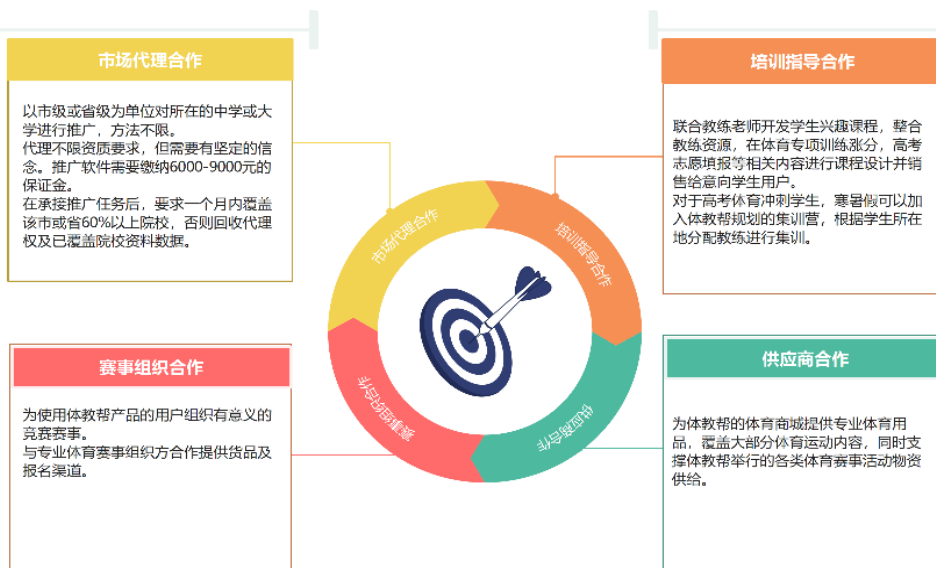 市场代理合作
以市级或省级为单位对所在的中学或大
学进行推广，方法不限。
代理不限资质要求，但需要有坚定的信
念。推广软件需要缴纳6000-9000元的
保证金。
在承接推广任务后，要求一个月内覆盖
该市或省60%以上院校，否则回收代理
权及已覆盖院校资料数据。
培训指导合作
联合教练老师开发学生兴趣课程，整合
教练资源，在体育专项训练涨分，高考
志愿填报等相关内容进行课程设计并销
售给意向学生用户。
对于高考体育冲刺学生，寒暑假可以加
入体教帮规划的集训营，根据学生所在
地分配教练进行集训。
市场代理合作
培训指导合作
赛事组织合作
供应商合作
赛事组织合作
为使用体教帮产品的用户组织有意义的
竞赛赛事。
与专业体育赛事组织方合作提供货品及
报名渠道。
供应商合作
为体教帮的体育商城提供专业体育用
品，覆盖大部分体育运动内容，同时支
撑体教帮举行的各类体育赛事活动物资
供给。